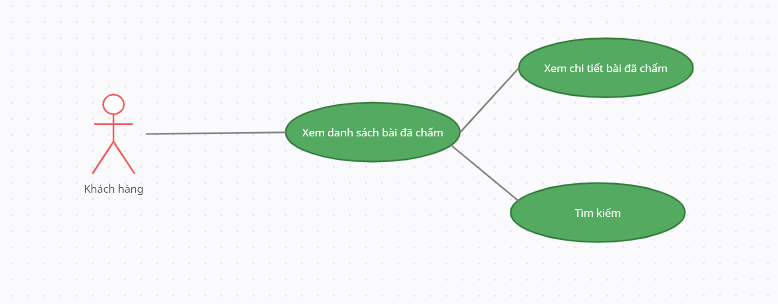 Xem chi tiết bài đã chấm
Xem danh sách bài đã chấm
Khách hàng
Tìm kiếm